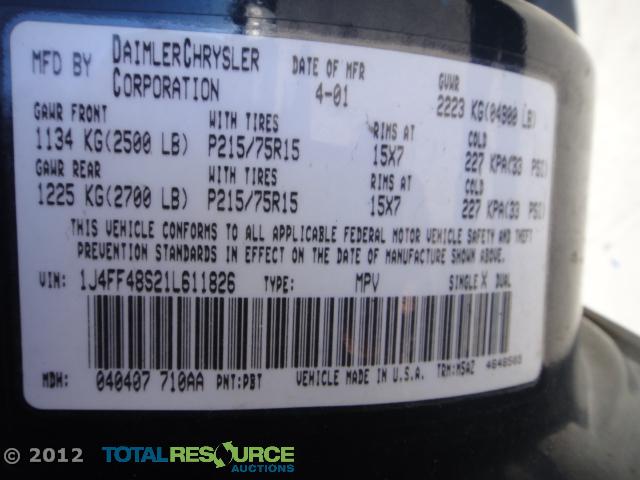 MFD BY DAIMLERCHRYSLER CORPORATION DATE OF MFR 4-01 GVWR 2223 KG(04900 LB)
GAWR FRONT WITH TIRES RIMS AT COLD
1134 KG(2500 LB) P215/75R15 15X7 227 KPA(33 PSI)
GAWR REAR WITH TIRES RIMS AT COLD
1225 KG(2700 LB) P215/75R15 15X7 227 KPA(33 PSI)
THIS VEHICLE CONFORMS TO ALL APPLICABLE FEDERAL MOTOR VEHICLE SAFETY AND THEFT
PREVENTION STANDARDS IN EFFECT ON THE DATE OF MANUFACTURE SHOWN ABOVE.
VIN: 1J4FF48S21L611826 TYPE: MPV SINGLE X DUAL
MDH: 040407 710AA PNT:PBT VEHICLE MADE IN U.S.A. TRM:MSAZ
© 2012 TOTALRESOURCE
AUCTIONS